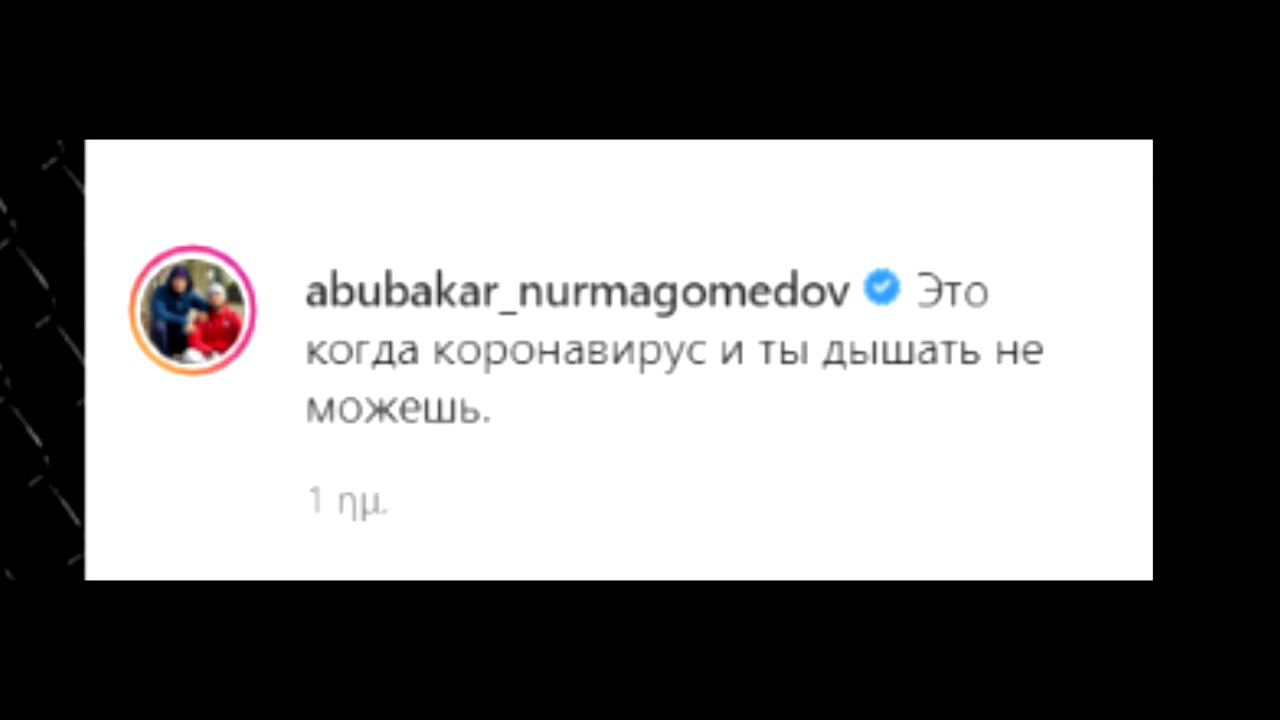 abubakar_nurmagomedov Это
когда коронавирус и ты дышать не
можешь.
1 ημ.